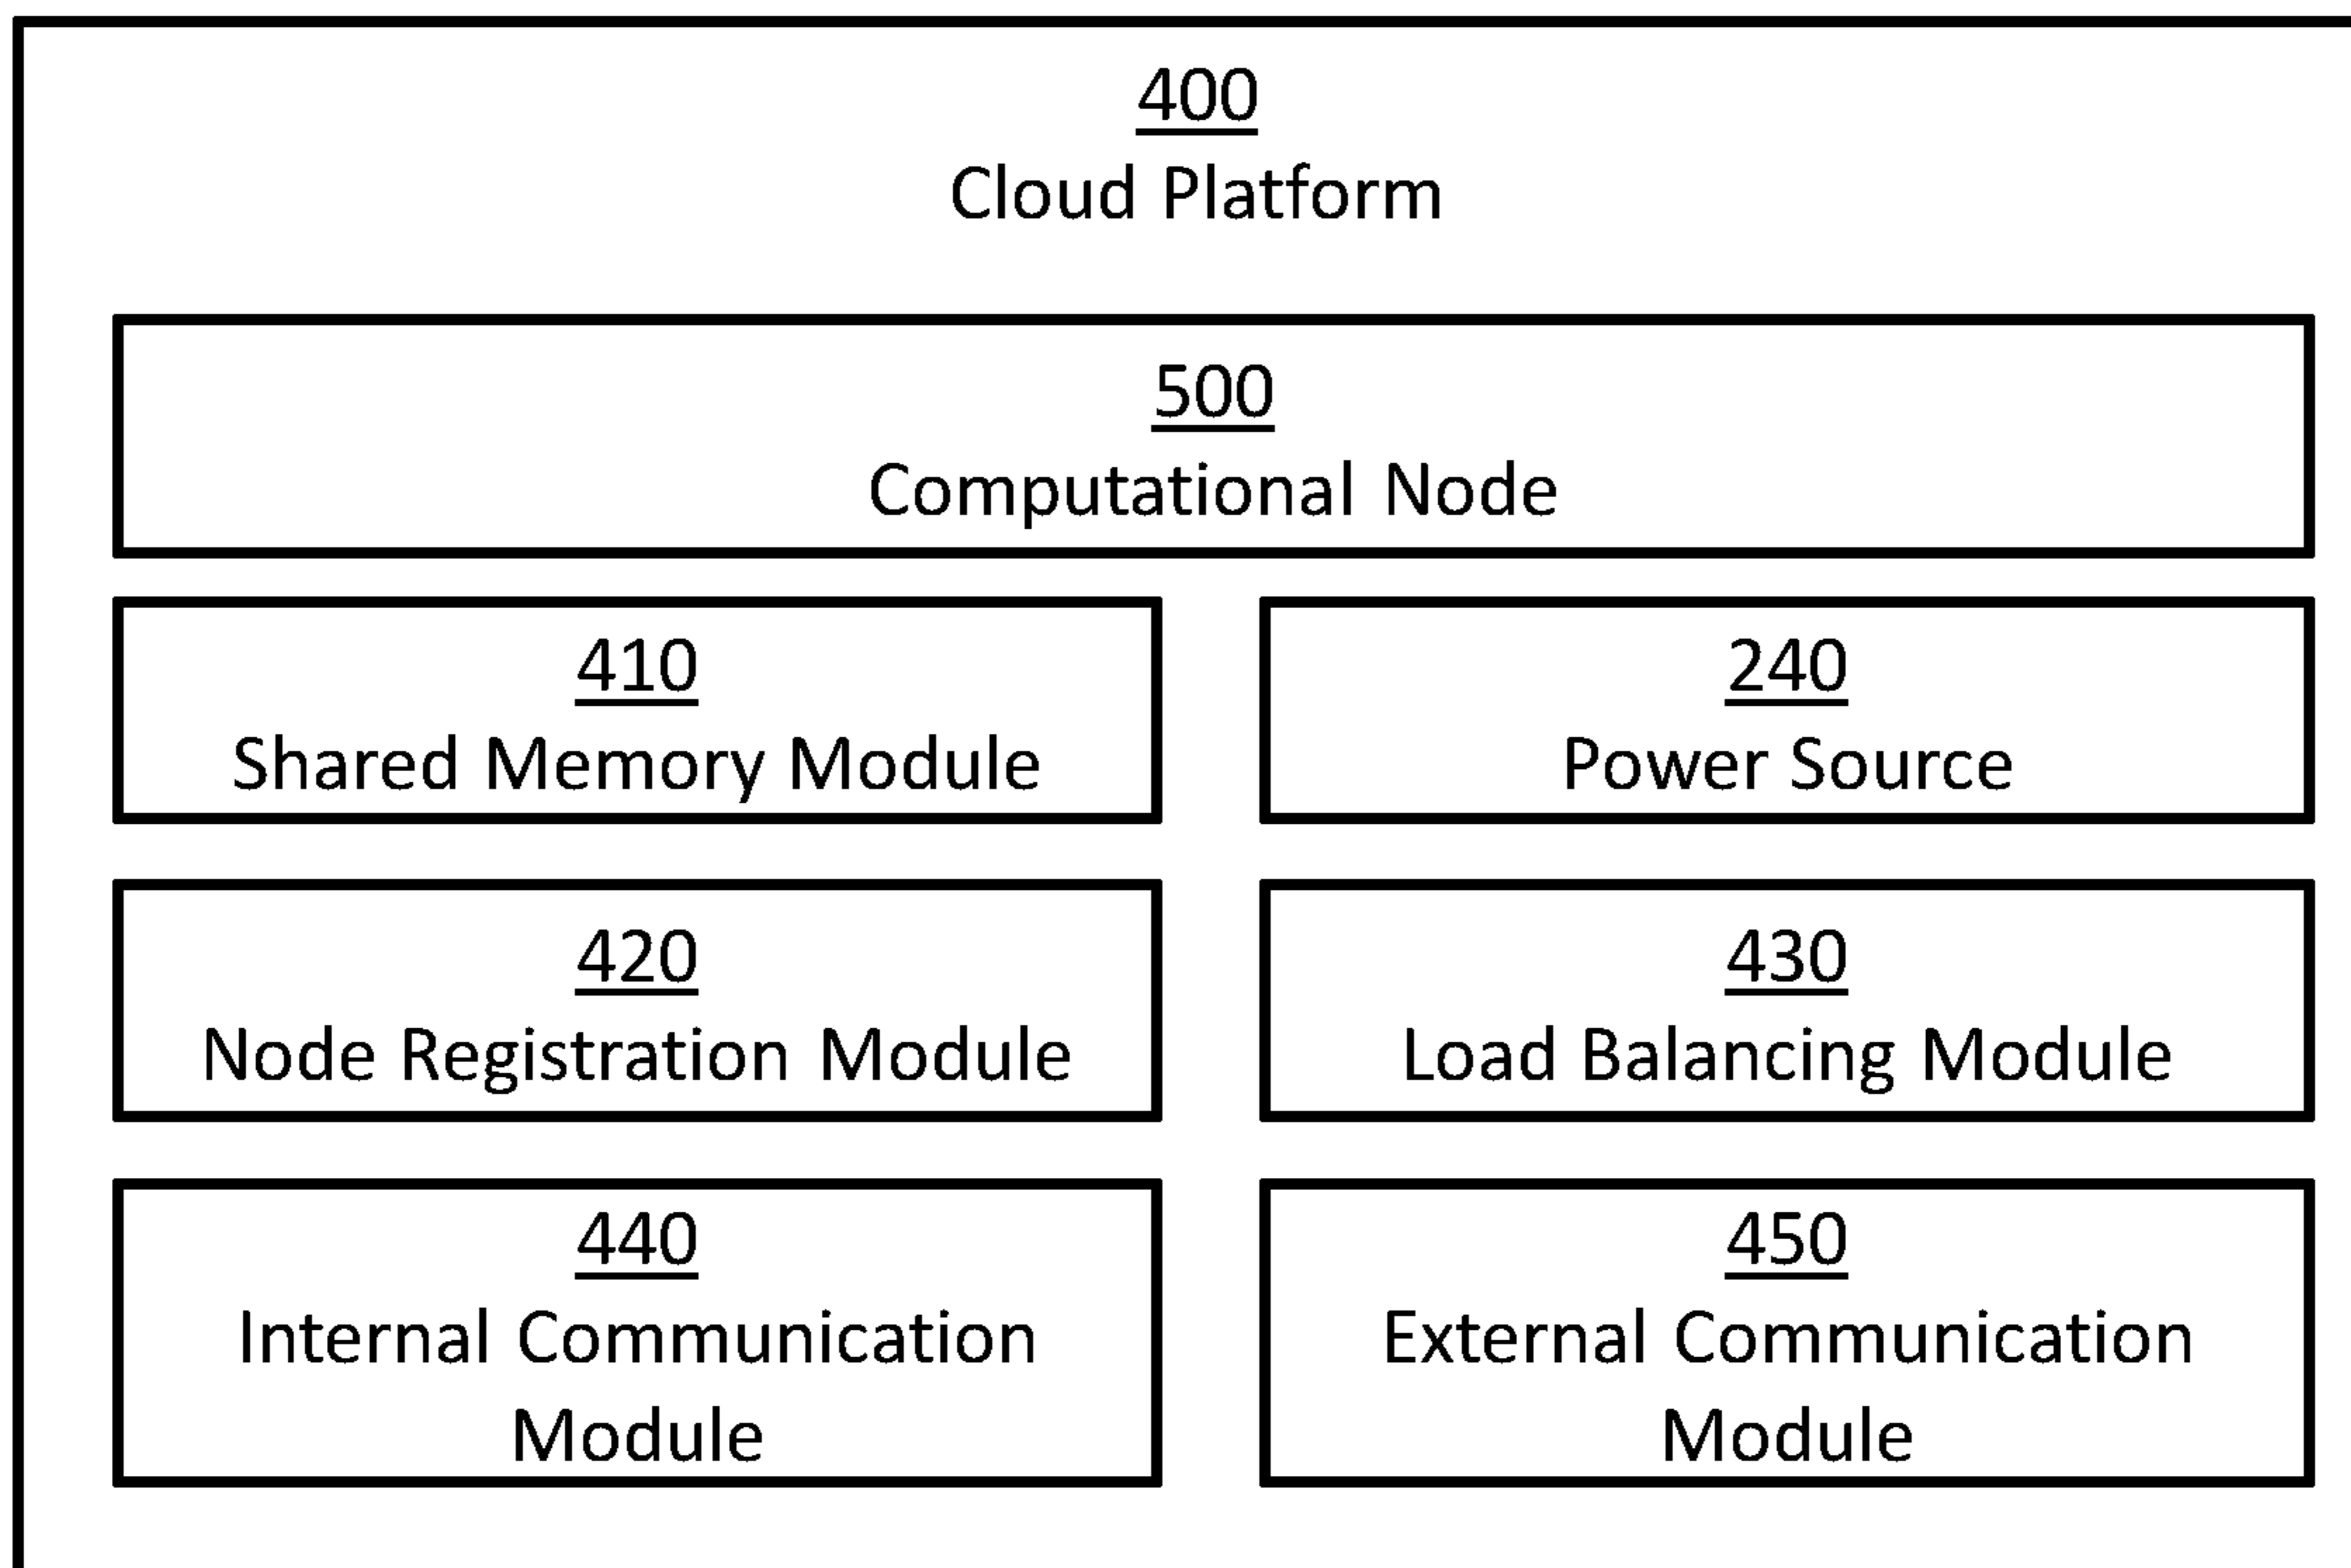 400
Cloud Platform
500
Computational Node
410
Shared Memory Module
240
Power Source
420
Node Registration Module
430
Load Balancing Module
440
Internal Communication
Module
450
External Communication
Module